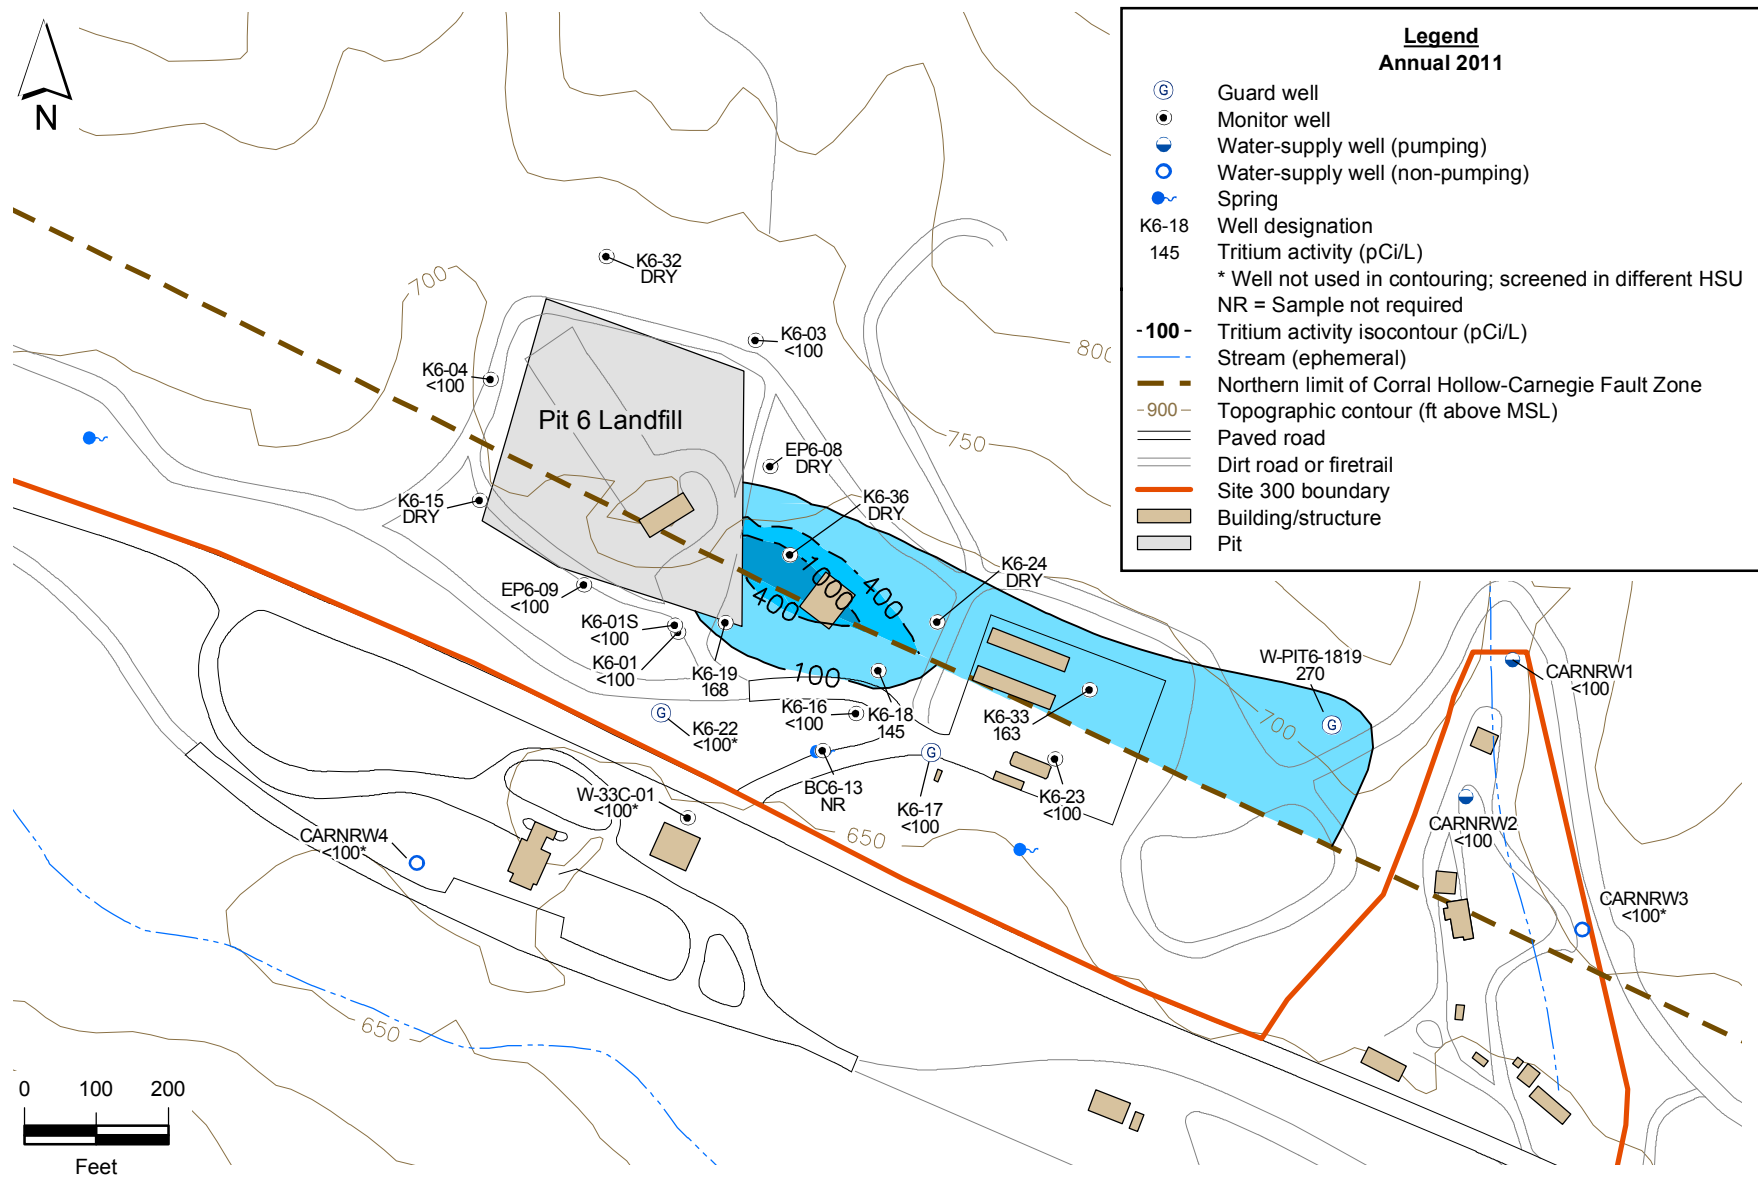 N
Legend
Annual 2011
G Guard well
Monitor well
Water-supply well (pumping)
Water-supply well (non-pumping)
Spring
K6-18 Well designation
145 Tritium activity (pCi/L)
* Well not used in contouring; screened in different HSU
NR = Sample not required
-100- Tritium activity isocontour (pCi/L)
Stream (ephemeral)
Northern limit of Corral Hollow-Carnegie Fault Zone
-900- Topographic contour (ft above MSL)
Paved road
Dirt road or firetrail
Site 300 boundary
Building/structure
Pit
K6-32
DRY
700
K6-03
<100
800
K6-04
<100
Pit 6 Landfill
750
EP6-08
DRY
K6-15
DRY
K6-36
DRY
K6-24
DRY
EP6-09
<100
1000
400
400
K6-01S
<100
K6-01
<100
K6-19
168
100
W-PIT6-1819
270
G
CARNRW1
<100
G
K6-22
<100*
K6-16
<100
K6-18
145
K6-33
163
700
G
BC6-13
NR
K6-17
<100
K6-23
<100
W-33C-01
<100*
650
CARNRW4
<100*
CARNRW2
<100
CARNRW3
<100*
650
0 100 200
Feet